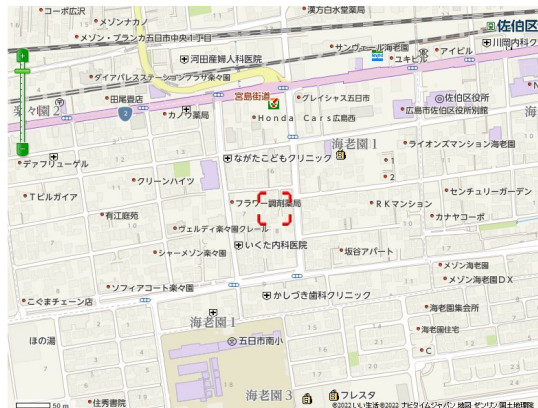 コーポ広沢
漢方白水堂薬局
メゾンナカノ
佐伯区
メゾン・ブランカ五日市中央1丁目
サンヴェール海老園
アイビル
川岡内科ク
ユキビル
河田産婦人科医院
ダイアパレスステーションプラザ楽々園
宮島街道
グレイシャス五日市
佐伯区役所
田尾畳店
楽々園2
2
カノウ薬局
Honda Cars広島西
広島市佐伯区役所別館
海老園1
ライオンズマンション海老園
海
ながたこどもクリニック
1
デァフリューゲル
2
クリーンハイツ
Tビルガイア
センチュリーガーデン
フラワー調剤薬局
RKマンション
有江庭苑
カナヤコーポ
ヴェルディ楽々園クレール
いくた内科医院
シャーメゾン楽々園
坂谷アパート
メゾン海老園
ソフィアコート楽々園
メゾン海老園DX
かしづき歯科クリニック
こぐまチェーン店
海老園集会所
海老園1
海老園住宅
ほの湯
五日市南小
C
海老園3
フレスタ
住秀書院
50 m
©2022 いい生活 ©2022 ナビタイムジャパン 地図 ゼンリン 国土地理院